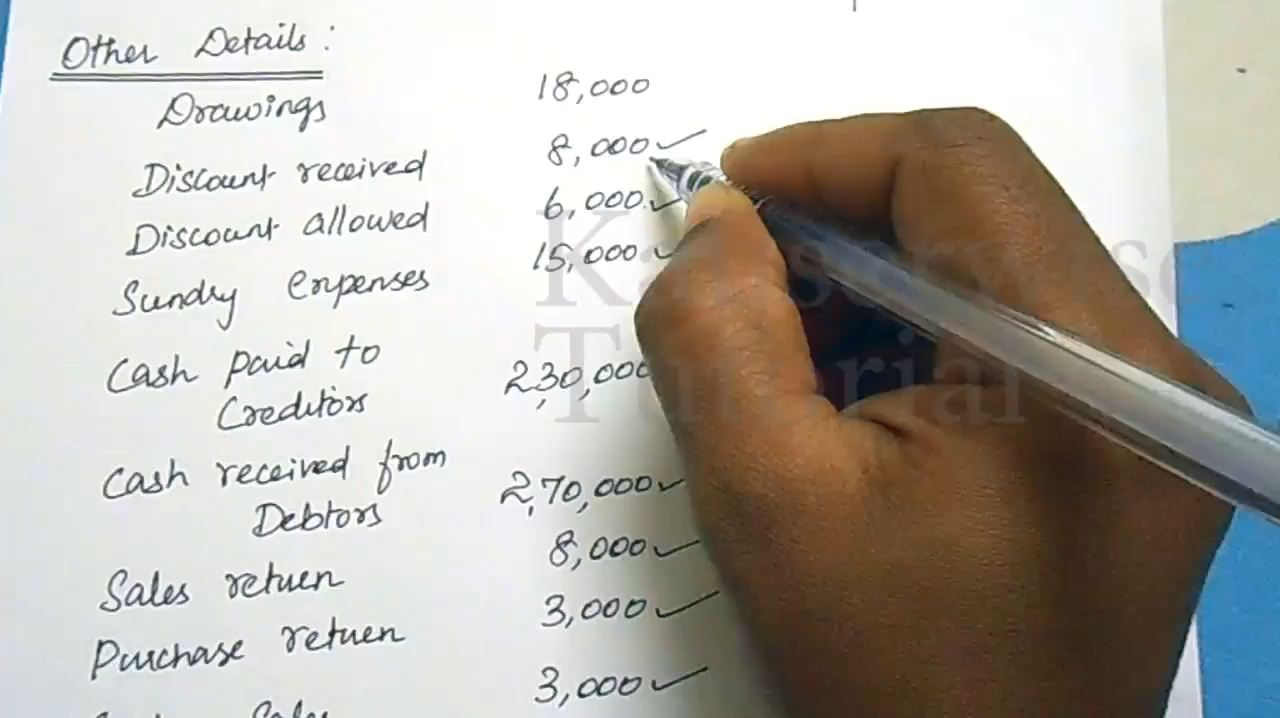 Other Details:
Drawings 18,000
Discount received 8,000 ✓
Discount allowed 6,000 ✓
Sundry expenses 15,000 ✓
Cash paid to
Creditors 2,30,000
Cash received from
Debtors 2,70,000 ✓
Sales return 8,000 ✓
Purchase return 3,000 ✓
Sales 3,000 ✓
Tutorial